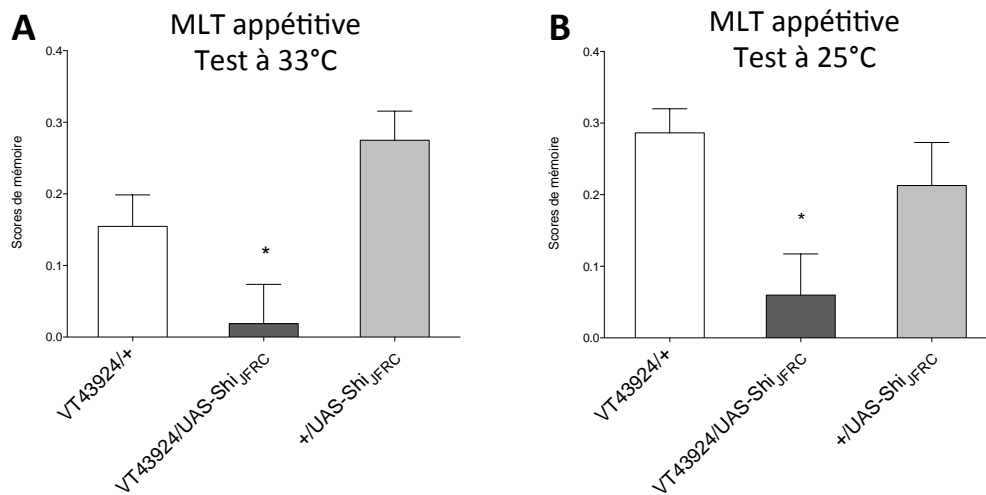 A
MLT appétitive
Test à 33°C
Scores de mémoire
0.4
0.3
0.2
0.1
0.0
*
VT43924/+
VT43924/UAS-Shi JFRC
+/UAS-Shi JFRC
B
MLT appétitive
Test à 25°C
Scores de mémoire
0.4
0.3
0.2
0.1
0.0
*
VT43924/+
VT43924/UAS-Shi JFRC
+/UAS-Shi JFRC